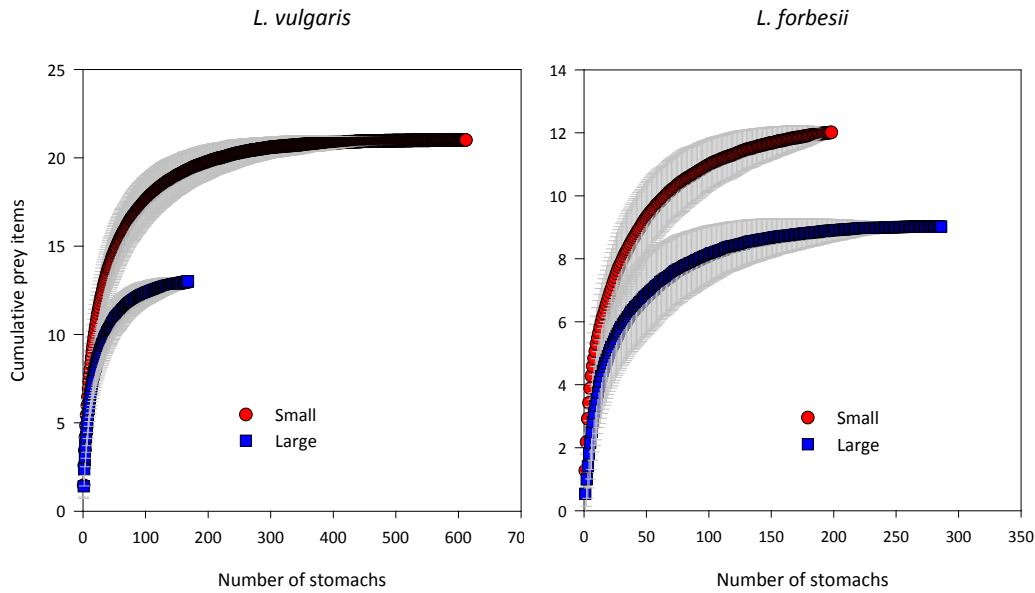 L. vulgaris
L. forbesii
Cumulative prey items
25
20
15
10
5
0
0 100 200 300 400 500 600 70
Number of stomachs
Small
Large
14
12
10
8
6
4
2
0
0 50 100 150 200 250 300 350
Number of stomachs
Small
Large